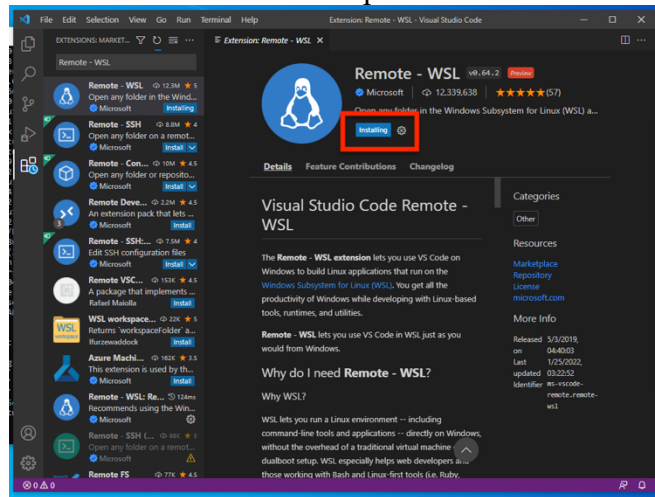 File Edit Selection View Go Run Terminal Help Extension: Remote - WSL - Visual Studio Code
EXTENSIONS: MARKET...
Remote - WSL
Remote - WSL 12.3M ★ 5
Open any folder in the Wind...
Microsoft Installing
Remote - SSH 8.8M ★ 4
Open any folder on a remot...
Microsoft Install
Remote - Con... 10M ★ 4.5
Open any folder or reposito...
Microsoft Install
Remote Deve... 2.2M ★ 4.5
An extension pack that lets ...
3 Microsoft Install
Remote - SSH:... 7.5M ★ 4
Edit SSH configuration files
Microsoft Install
Remote VSC... 153K ★ 4.5
A package that implements ...
Rafael Maiolla Install
WSL workspace... 22K ★ 5
Returns `workspaceFolder` a...
lfurzewaddock Install
Azure Machi... 162K ★ 3.5
This extension is used by th...
Microsoft Install
Remote - WSL: Re... 124ms
Recommends using the Win...
Microsoft
Remote - SSH (...
Open any folder on a remot...
Microsoft
Remote FS 77K ★ 4.5
Extension: Remote - WSL
Remote - WSL v0.64.2 Preview
Microsoft 12,339,638 ★★★★★(57)
Open any folder in the Windows Subsystem for Linux (WSL) a...
Installing
Details Feature Contributions Changelog
Visual Studio Code Remote -
WSL
The Remote - WSL extension lets you use VS Code on
Windows to build Linux applications that run on the
Windows Subsystem for Linux (WSL). You get all the
productivity of Windows while developing with Linux-based
tools, runtimes, and utilities.
Remote - WSL lets you use VS Code in WSL just as you
would from Windows.
Why do I need Remote - WSL?
Why WSL?
WSL lets you run a Linux environment -- including
command-line tools and applications -- directly on Windows,
without the overhead of a traditional virtual machine
dualboot setup. WSL especially helps web developers
those working with Bash and Linux-first tools (i.e. Ruby,
Categories
Other
Resources
Marketplace
Repository
License
microsoft.com
More Info
Released 5/3/2019,
on 04:40:03
Last 1/25/2022,
updated 03:22:52
Identifier ms-vscode-
remote.remote-
wsl
0 0